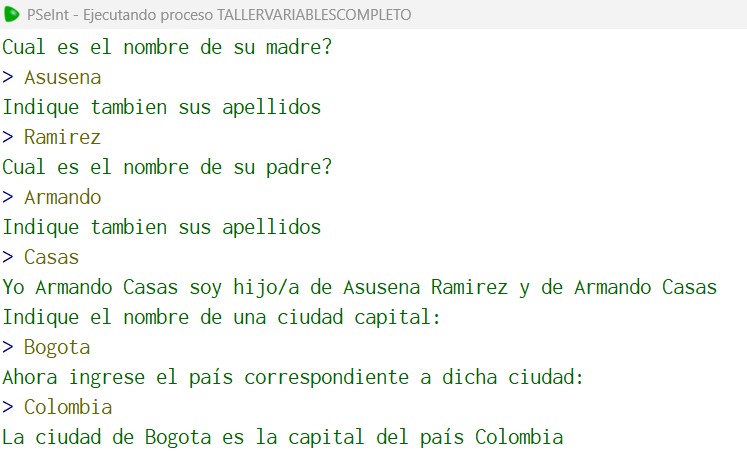 PSeInt - Ejecutando proceso TALLERVARIABLESCOMPLETO
Cual es el nombre de su madre?
> Asusena
Indique tambien sus apellidos
> Ramirez
Cual es el nombre de su padre?
> Armando
Indique tambien sus apellidos
> Casas
Yo Armando Casas soy hijo/a de Asusena Ramirez y de Armando Casas
Indique el nombre de una ciudad capital:
> Bogota
Ahora ingrese el país correspondiente a dicha ciudad:
> Colombia
La ciudad de Bogota es la capital del país Colombia